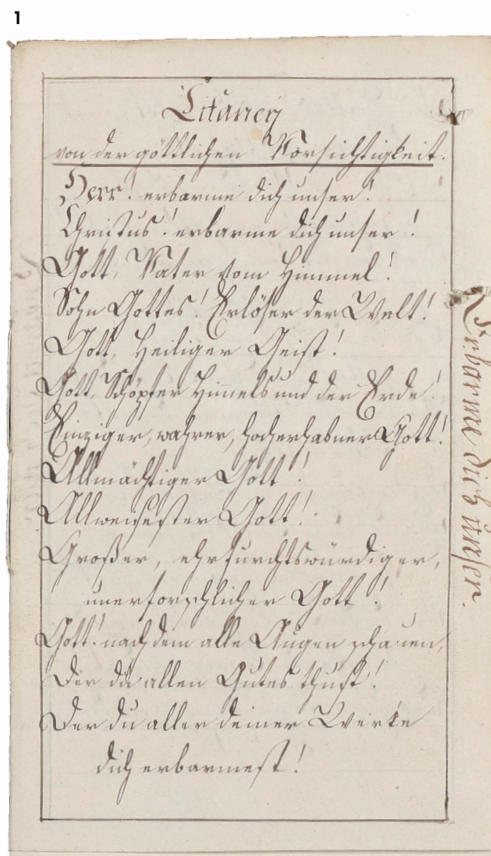 1
Litaney
von der göttlichen Vorsichtigkeit.
Herr! erbarme dich unser!
Christus! erbarme dich unser!
Gott, Vater vom Himmel!
Sohn Gottes! Erlöser der Welt!
Gott, heiliger Geist!
Gott, Schöpfer Himmels und der Erde!
Einziger, wahrer, hocherhabner Gott!
Allmächtiger Gott!
Allweisester Gott!
Großer, ehrfurchtswürdiger,
unerforschlicher Gott!
Gott! nach dem alle Augen schauen,
Der du allen Gutes thust!
Der du aller deiner Werke
dich erbarmest!
Erbarme dich unser.